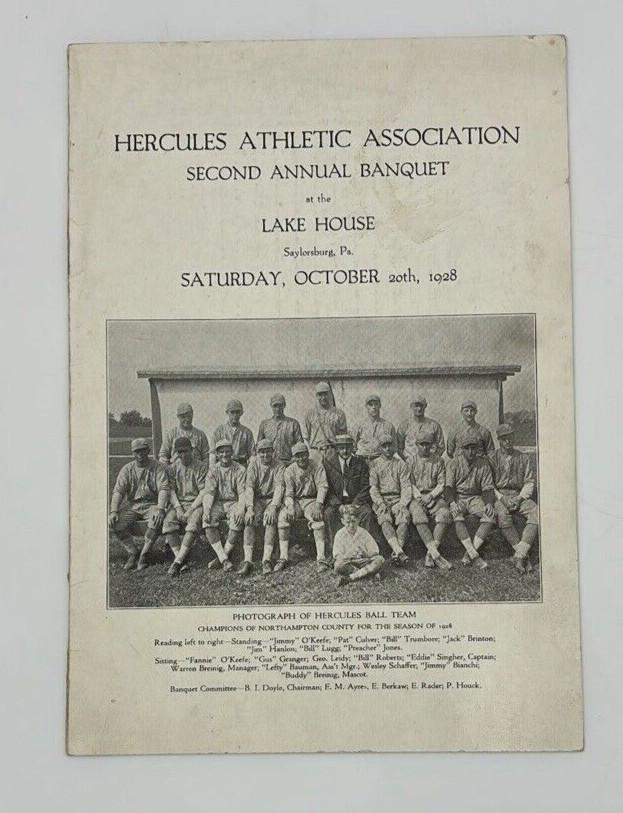 HERCULES ATHLETIC ASSOCIATION
SECOND ANNUAL BANQUET
at the
LAKE HOUSE
Saylorsburg, Pa.
SATURDAY, OCTOBER 20th, 1928
PHOTOGRAPH OF HERCULES BALL TEAM
CHAMPIONS OF NORTHAMPTON COUNTY FOR THE SEASON OF 1928
Reading left to right—Standing—"Jimmy" O'Keefe; "Pat" Culver; "Bill" Trumbore; "Jack" Brinton;
"Jim" Hanlon; "Bill" Lugg; "Preacher" Jones.
Sitting—"Fannie" O'Keefe; "Gus" Granger; Geo. Leidy; "Bill" Roberts; "Eddie" Singher, Captain;
Warren Breinig, Manager; "Lefty" Bauman, Ass't Mgr.; Wesley Schaffer; "Jimmy" Bianchi;
"Buddy" Breinig, Mascot.
Banquet Committee—B. I. Doyle, Chairman; E. M. Ayres, E. Berkaw; E. Rader; P. Houck.